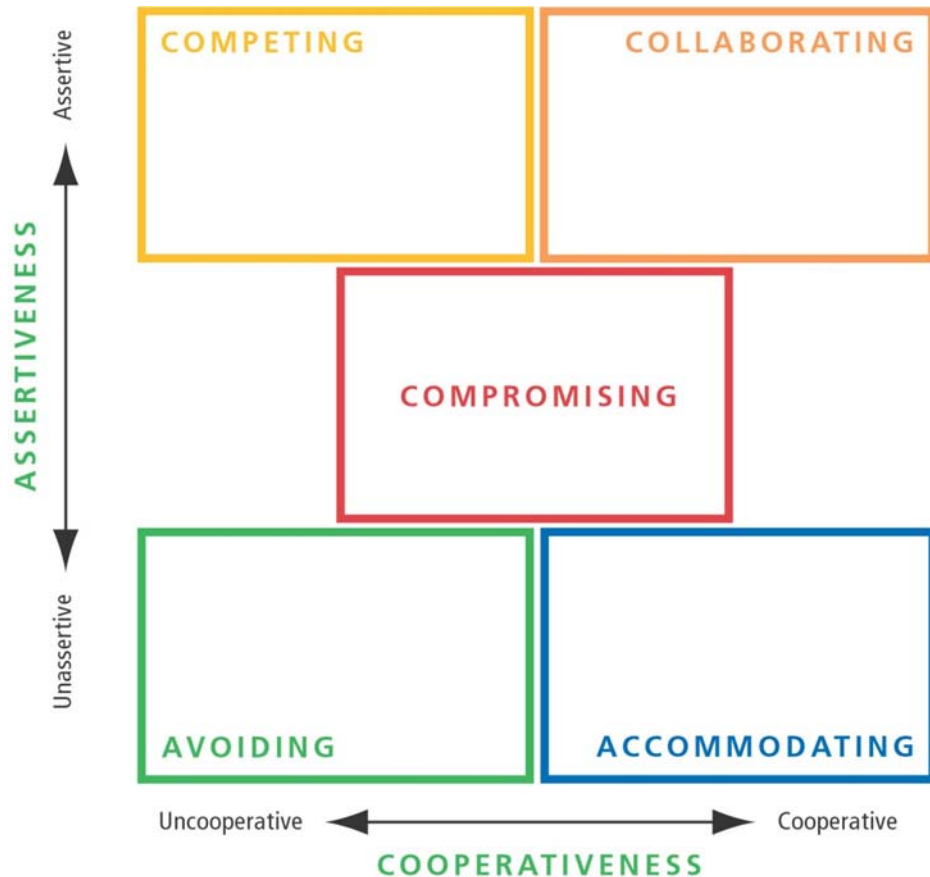 COMPETING
COLLABORATING
Assertive
ASSERTIVENESS
COMPROMISING
Unassertive
AVOIDING
ACCOMMODATING
Uncooperative
Cooperative
COOPERATIVENESS